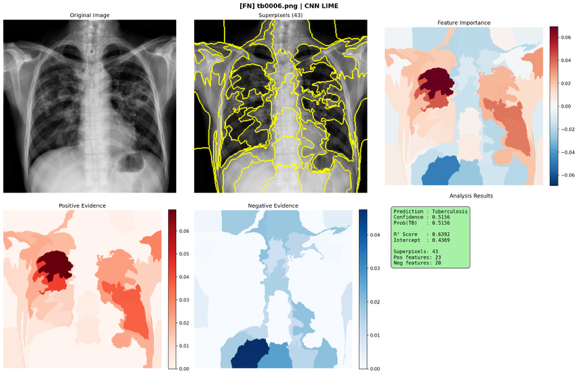 [FN] tb0006.png | CNN LIME
Original Image
Superpixels (43)
Feature Importance
0.06
0.04
0.02
0.00
−0.02
−0.04
−0.06
Positive Evidence
0.06
0.05
0.04
0.03
0.02
0.01
0.00
Negative Evidence
0.04
0.03
0.02
0.01
0.00
Analysis Results
Prediction : Tuberculosis
Confidence : 0.5156
Prob(TB) : 0.5156
R² Score : 0.6392
Intercept : 0.4369
Superpixels: 43
Pos features: 23
Neg features: 20